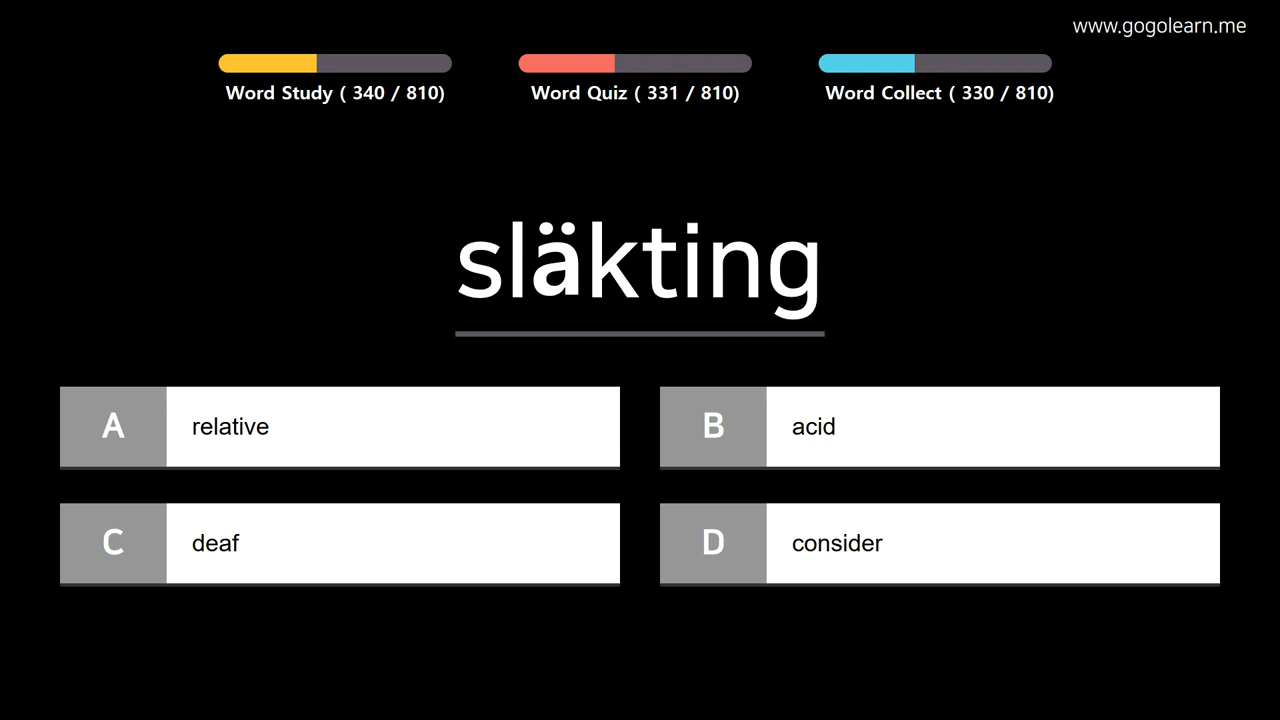 www.gogolearn.me
Word Study ( 340 / 810)
Word Quiz ( 331 / 810)
Word Collect ( 330 / 810)
släkting
A relative
B acid
C deaf
D consider